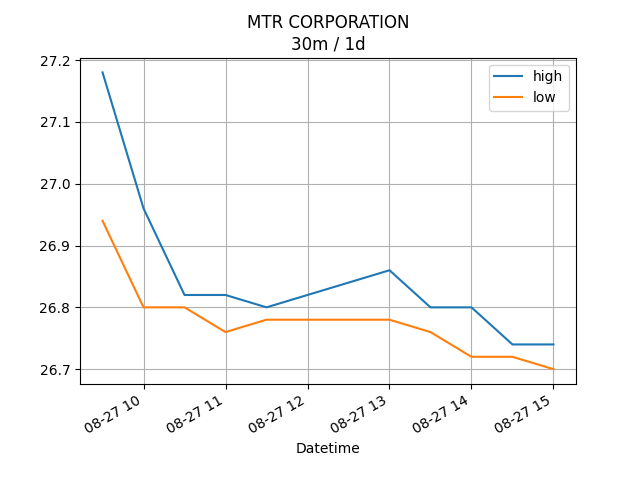 MTR CORPORATION
30m / 1d
high
low
27.2
27.1
27.0
26.9
26.8
26.7
08-27 10
08-27 11
08-27 12
08-27 13
08-27 14
08-27 15
Datetime